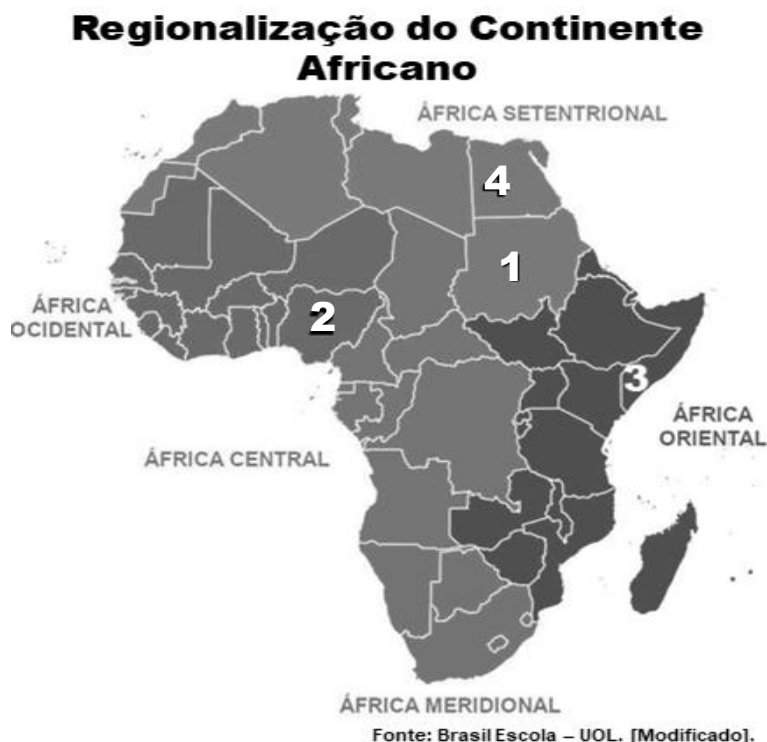 Regionalização do Continente
Africano
ÁFRICA SETENTRIONAL
4
1
ÁFRICA
OCIDENTAL
2
3
ÁFRICA
ORIENTAL
ÁFRICA CENTRAL
ÁFRICA MERIDIONAL
Fonte: Brasil Escola – UOL. [Modificado].